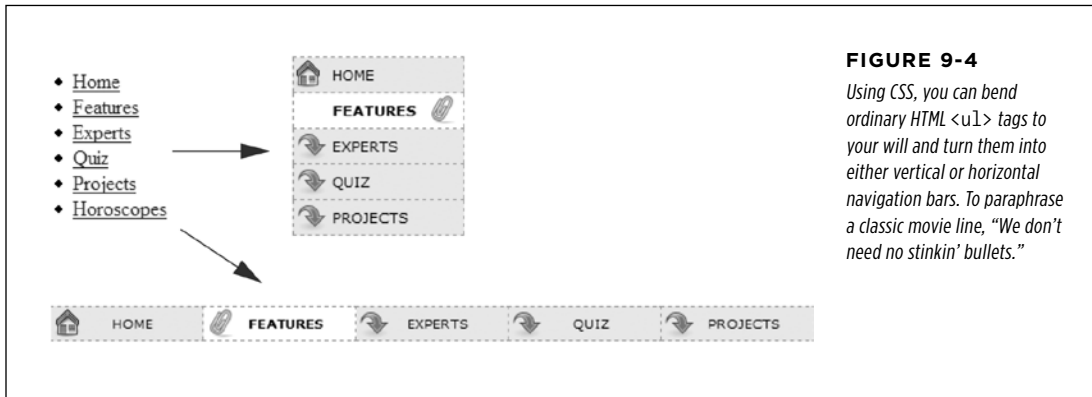 Home
Features
Experts
Quiz
Projects
Horoscopes
HOME
FEATURES
EXPERTS
QUIZ
PROJECTS
HOME FEATURES EXPERTS QUIZ PROJECTS
FIGURE 9-4
Using CSS, you can bend
ordinary HTML <ul> tags to
your will and turn them into
either vertical or horizontal
navigation bars. To paraphrase
a classic movie line, “We don’t
need no stinkin’ bullets.”